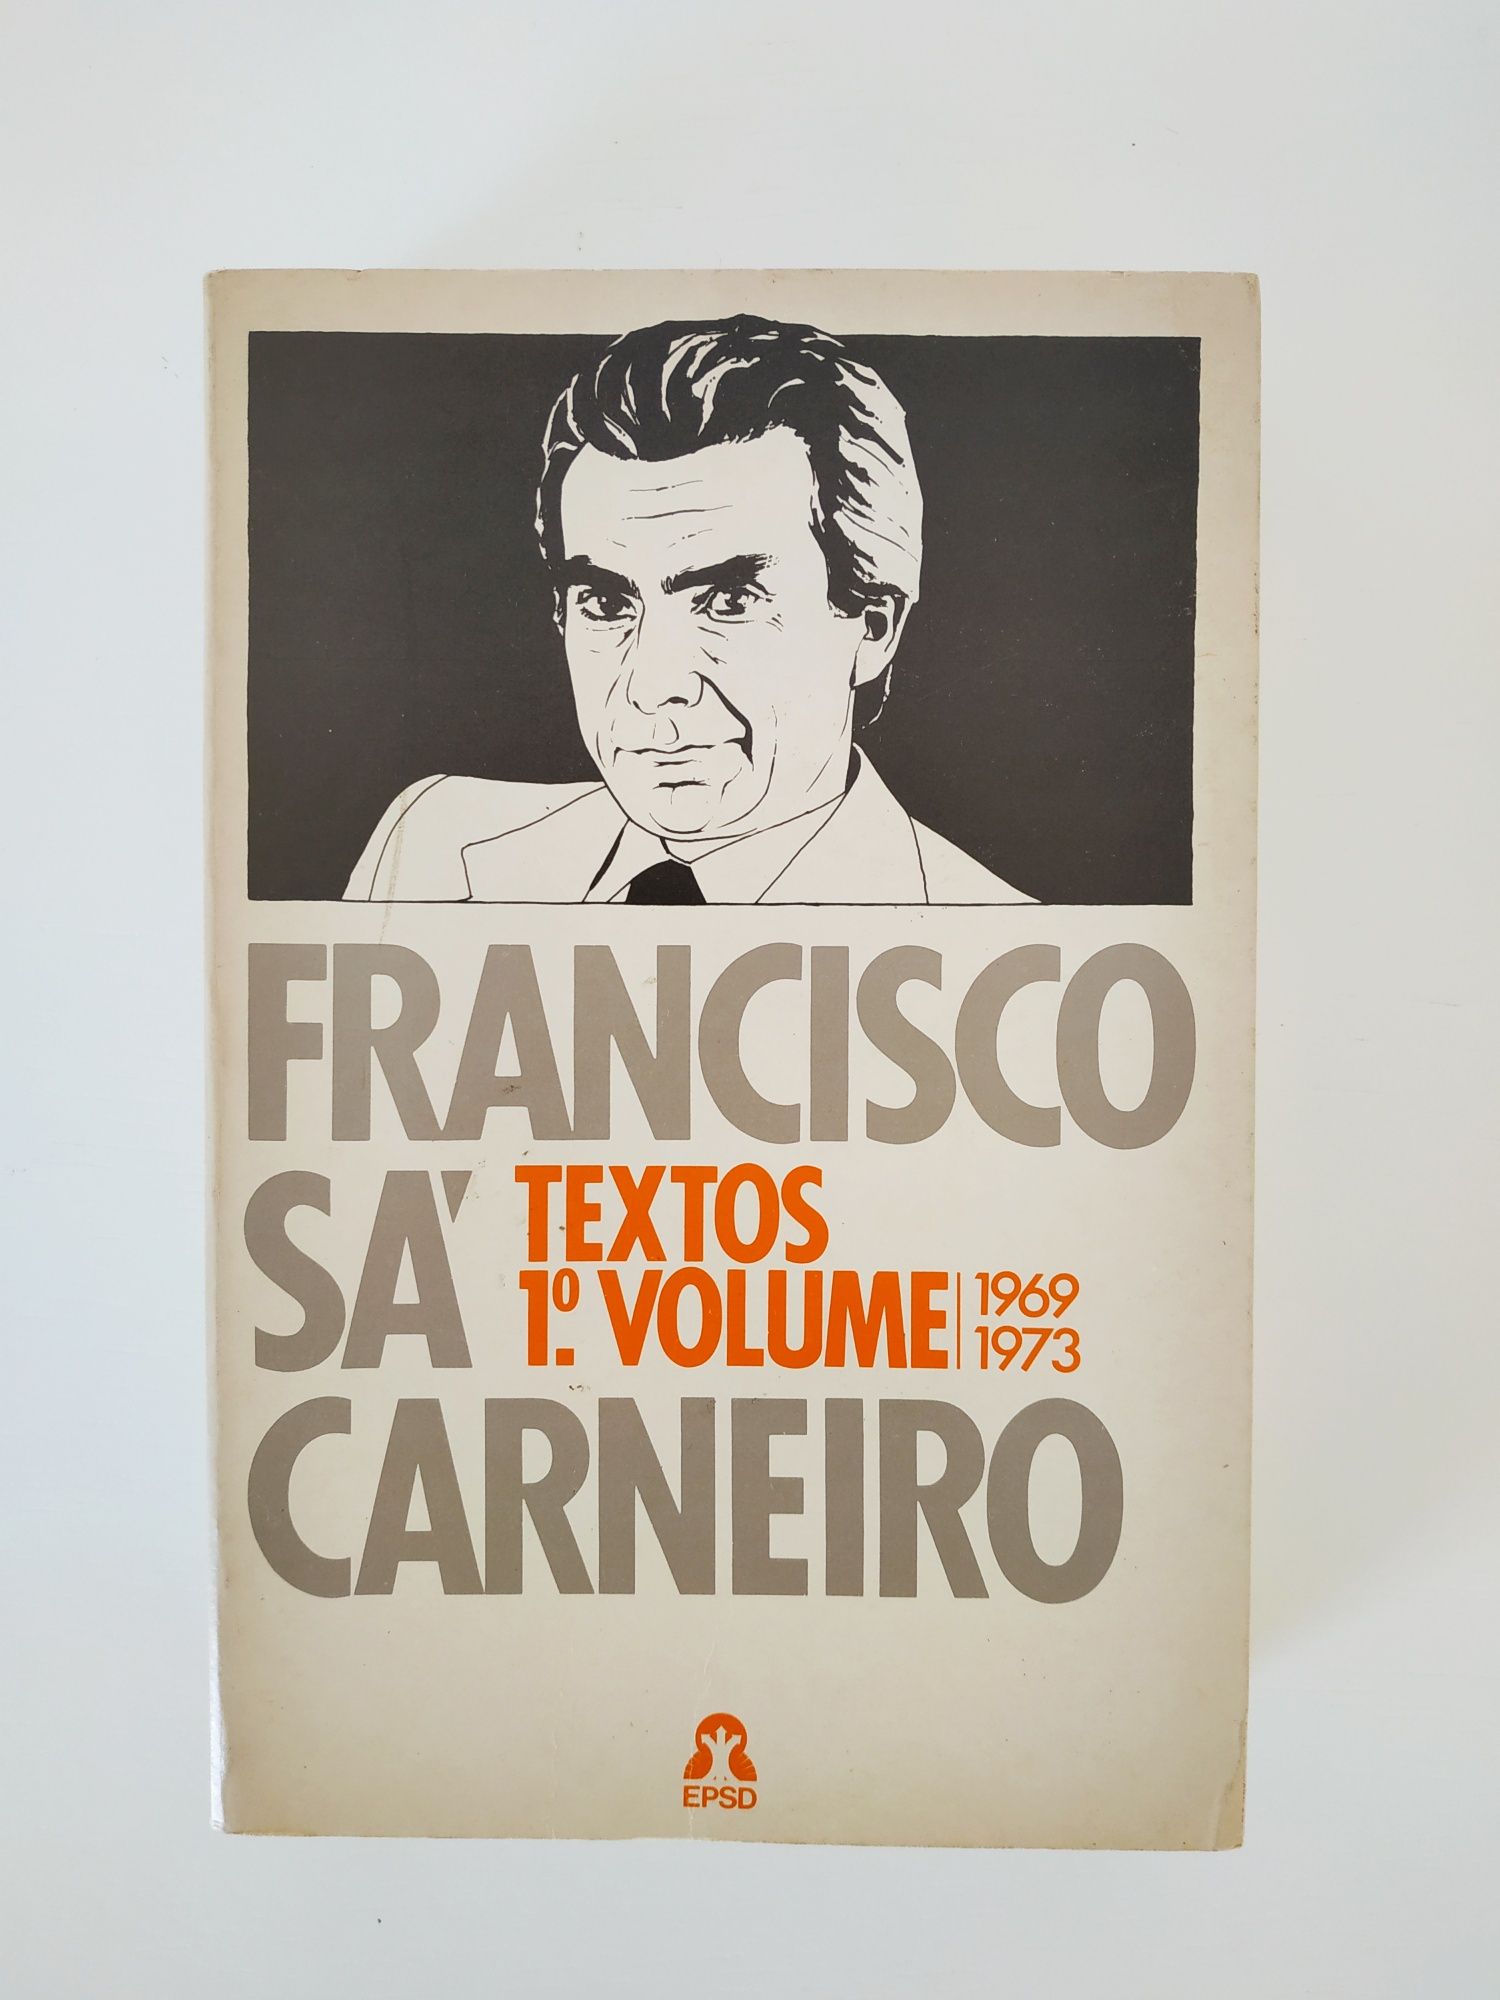 FRANCISCO
SÁ
TEXTOS
1º. VOLUME
1969
1973
CARNEIRO
EPSD